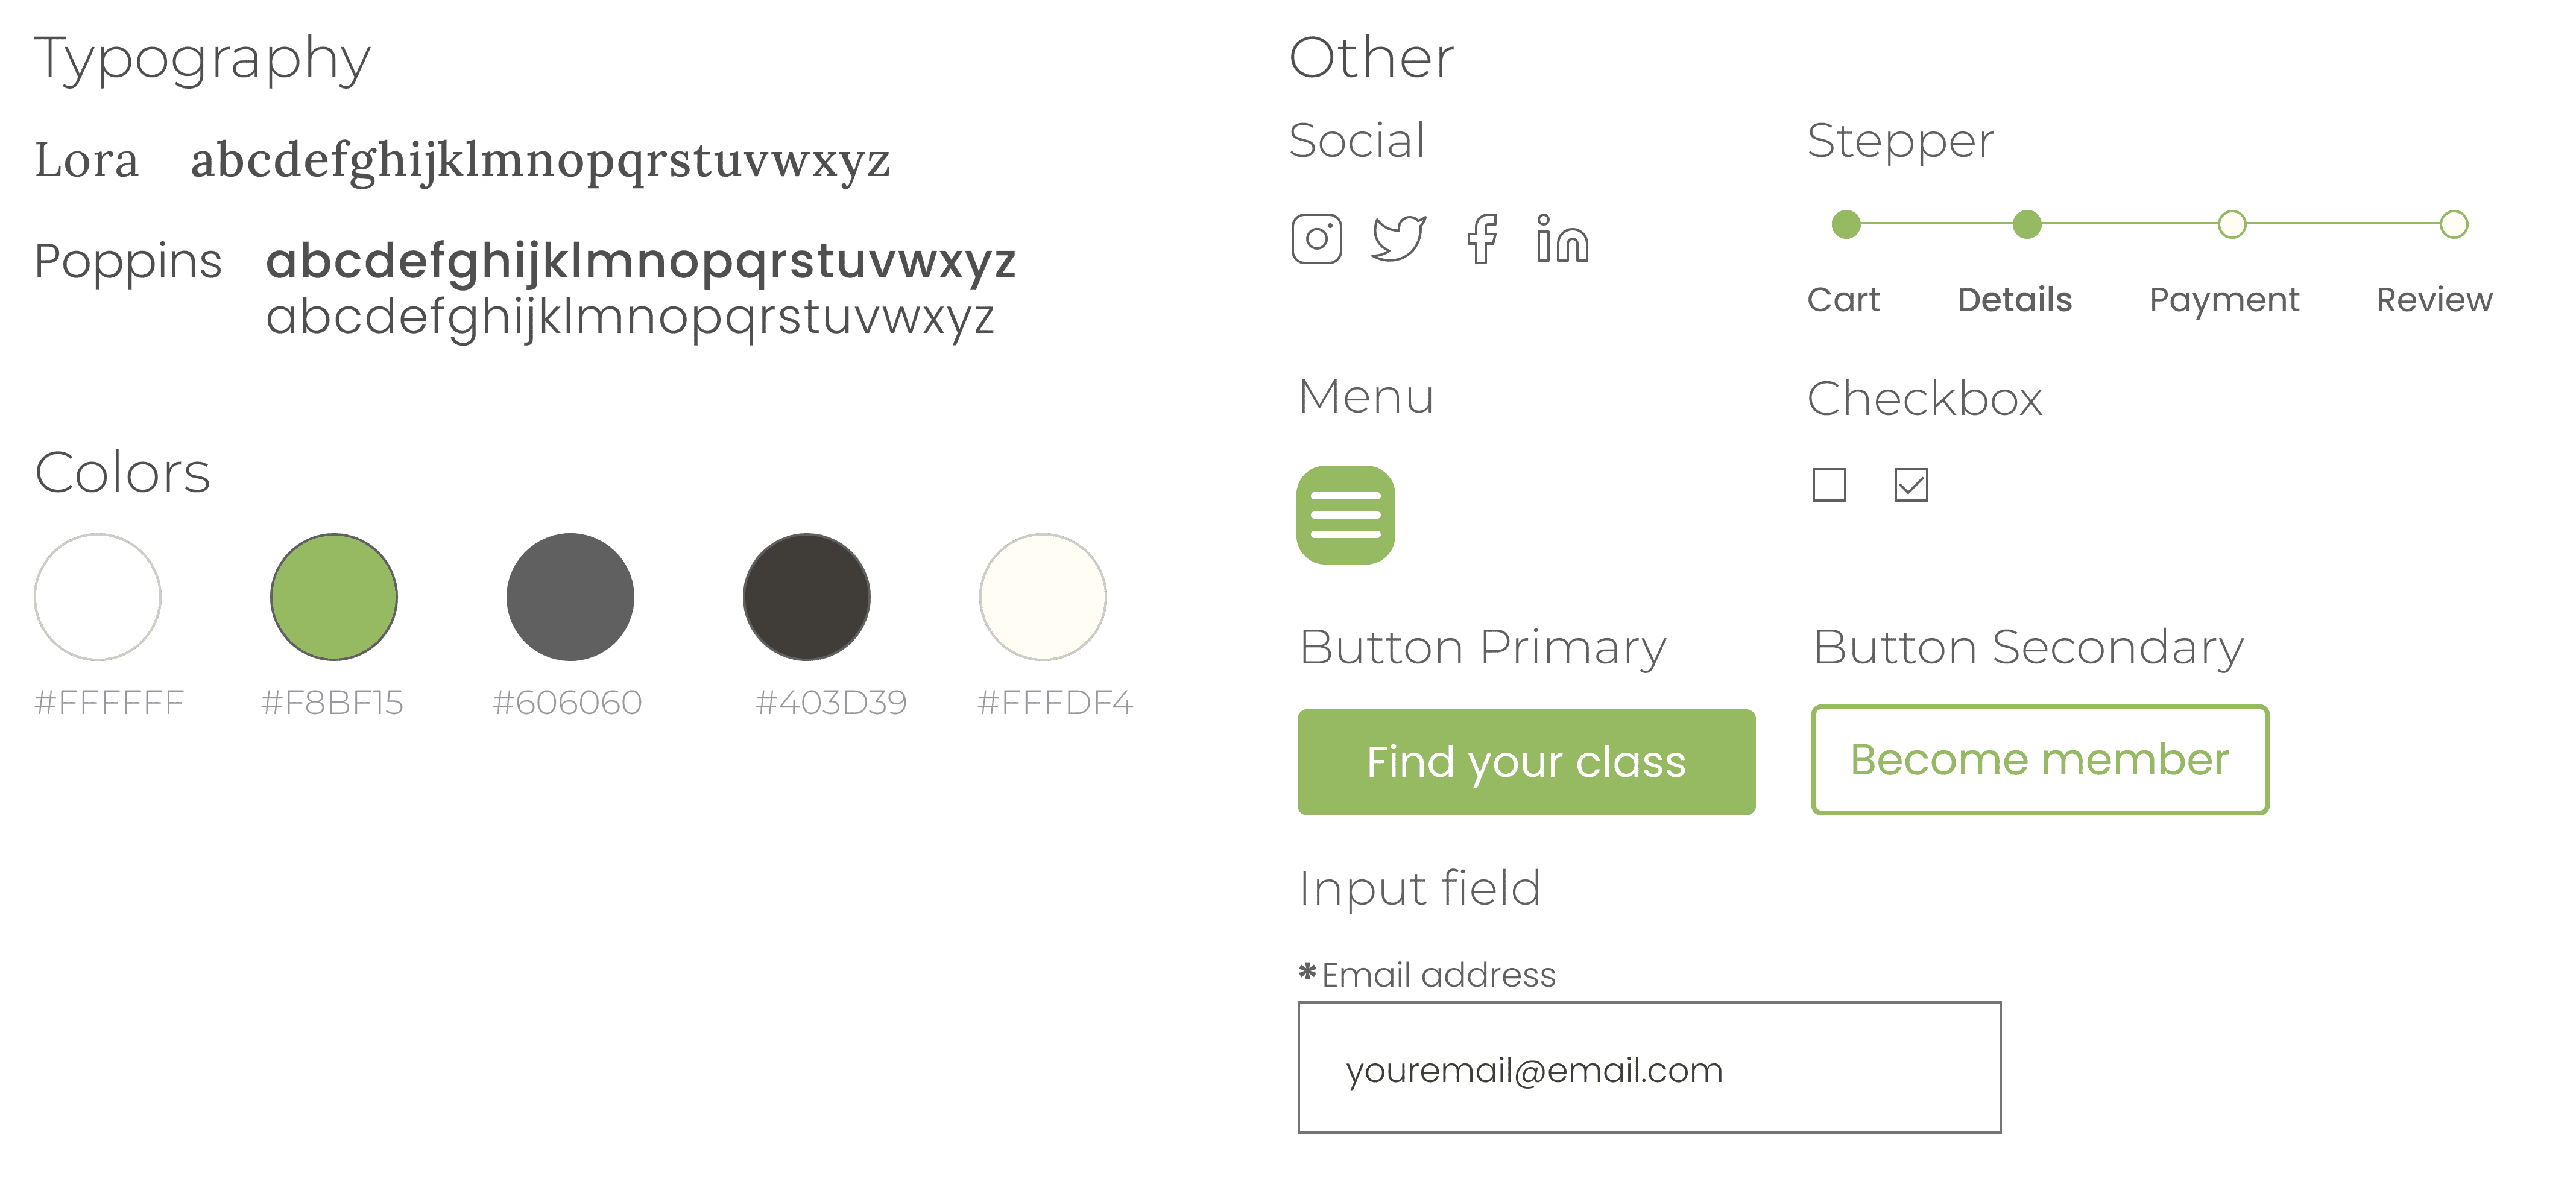 Typography
Lora abcdefghijklmnopqrstuvwxyz
Poppins abcdefghijklmnopqrstuvwxyz
abcdefghijklmnopqrstuvwxyz
Colors
#FFFFFF #F8BF15 #606060 #403D39 #FFFDF4
Other
Social
Stepper
Cart Details Payment Review
Menu
Checkbox
Button Primary
Find your class
Button Secondary
Become member
Input field
*Email address
youremail@email.com